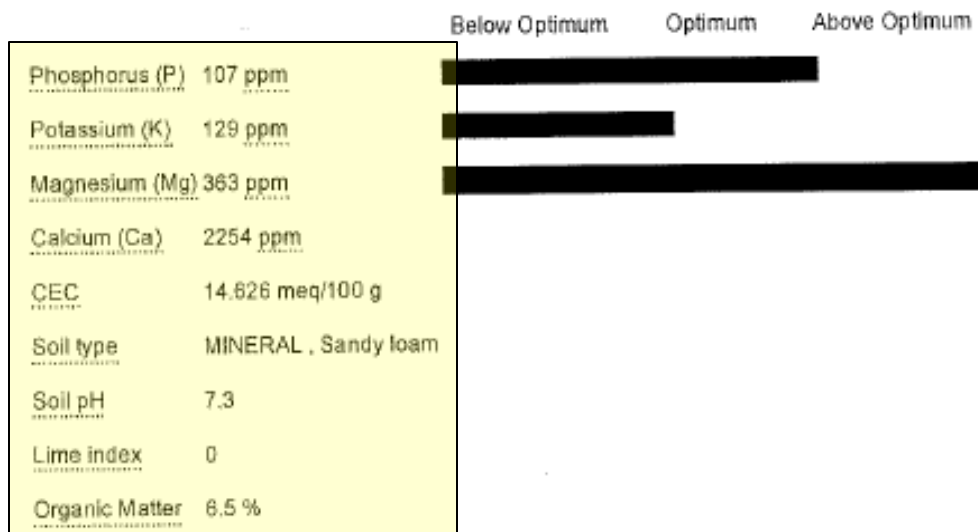 Below Optimum Optimum Above Optimum
Phosphorus (P) 107 ppm
Potassium (K) 129 ppm
Magnesium (Mg) 363 ppm
Calcium (Ca) 2254 ppm
CEC 14.626 meq/100 g
Soil type MINERAL , Sandy loam
Soil pH 7.3
Lime index 0
Organic Matter 6.5 %